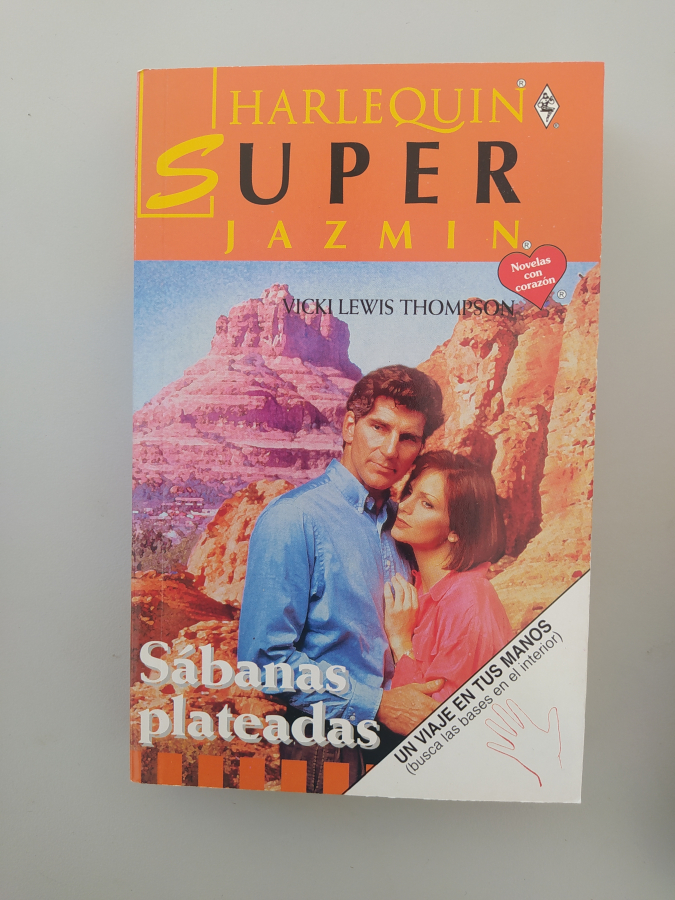 HARLEQUIN®
SUPER
JAZMIN®
Novelas
con
corazón
®
VICKI LEWIS THOMPSON
Sábanas
plateadas
UN VIAJE EN TUS MANOS
(busca las bases en el interior)